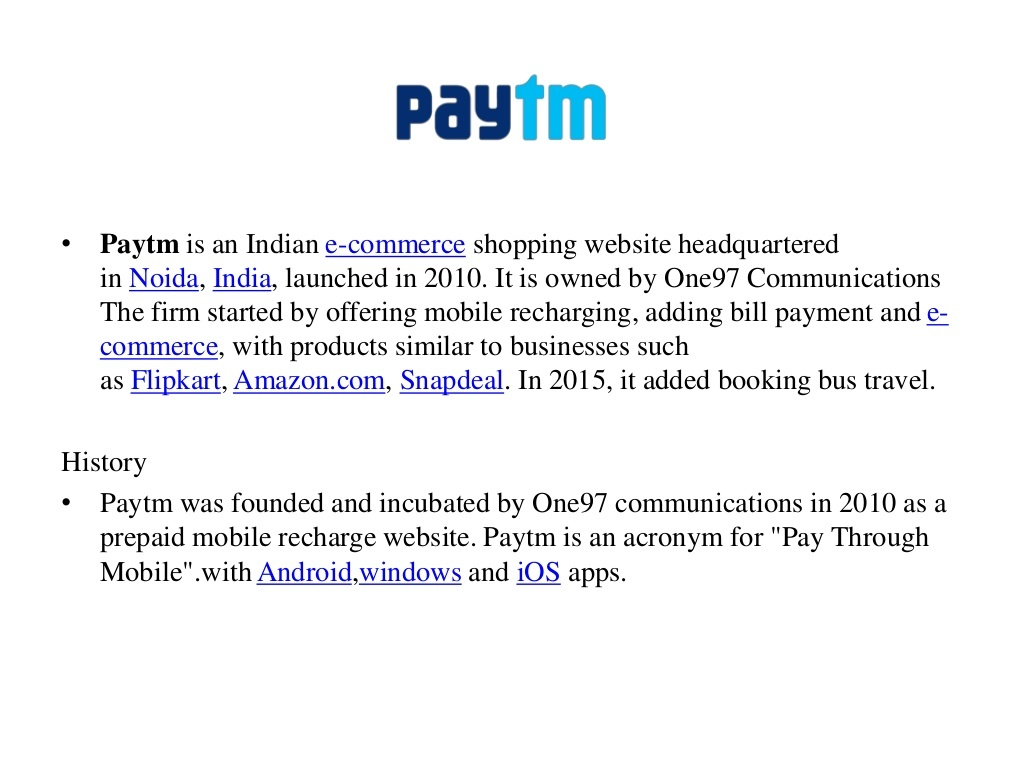 paytm
• Paytm is an Indian e-commerce shopping website headquartered
in Noida, India, launched in 2010. It is owned by One97 Communications
The firm started by offering mobile recharging, adding bill payment and e-
commerce, with products similar to businesses such
as Flipkart, Amazon.com, Snapdeal. In 2015, it added booking bus travel.
History
• Paytm was founded and incubated by One97 communications in 2010 as a
prepaid mobile recharge website. Paytm is an acronym for "Pay Through
Mobile".with Android,windows and iOS apps.